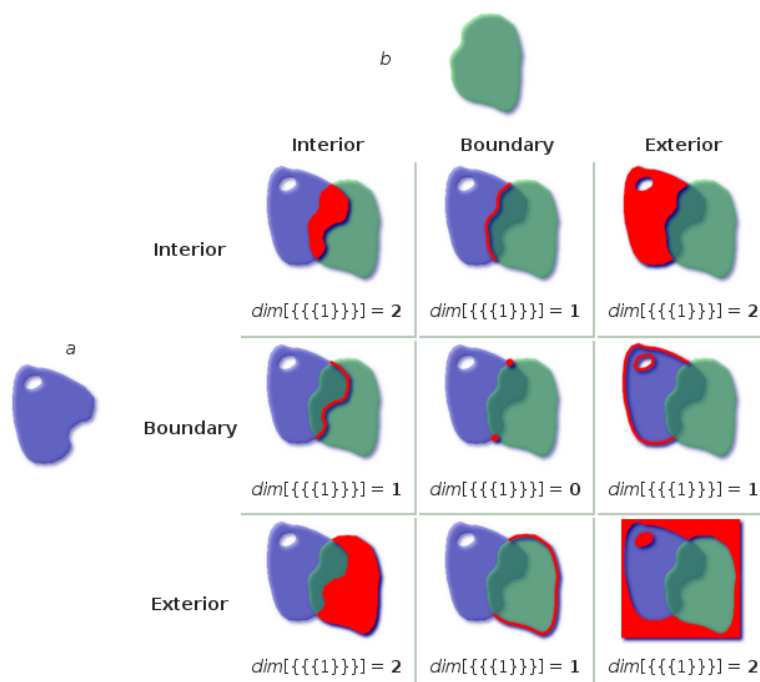 b
Interior Boundary Exterior
Interior
dim[{{{1}}}] = 2 dim[{{{1}}}] = 1 dim[{{{1}}}] = 2
a
Boundary
dim[{{{1}}}] = 1 dim[{{{1}}}] = 0 dim[{{{1}}}] = 1
Exterior
dim[{{{1}}}] = 2 dim[{{{1}}}] = 1 dim[{{{1}}}] = 2